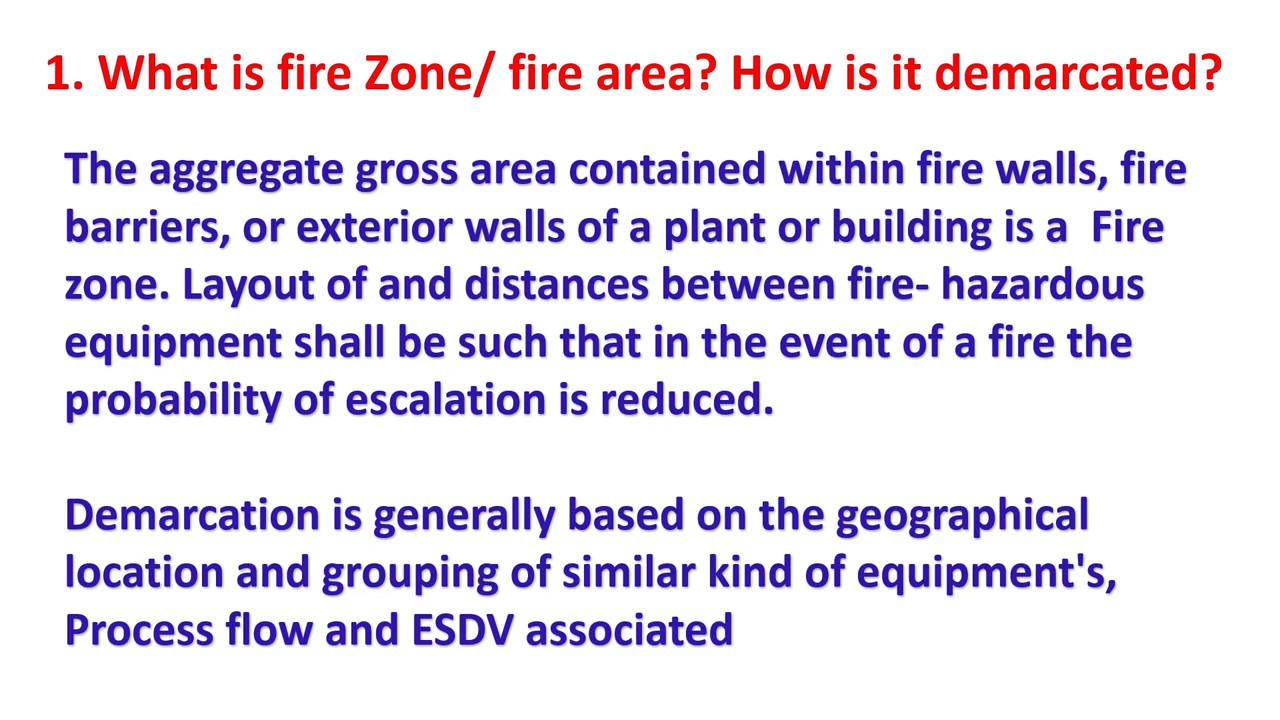 1. What is fire Zone/ fire area? How is it demarcated?
The aggregate gross area contained within fire walls, fire
barriers, or exterior walls of a plant or building is a  Fire
zone. Layout of and distances between fire- hazardous
equipment shall be such that in the event of a fire the
probability of escalation is reduced.
Demarcation is generally based on the geographical
location and grouping of similar kind of equipment's,
Process flow and ESDV associated